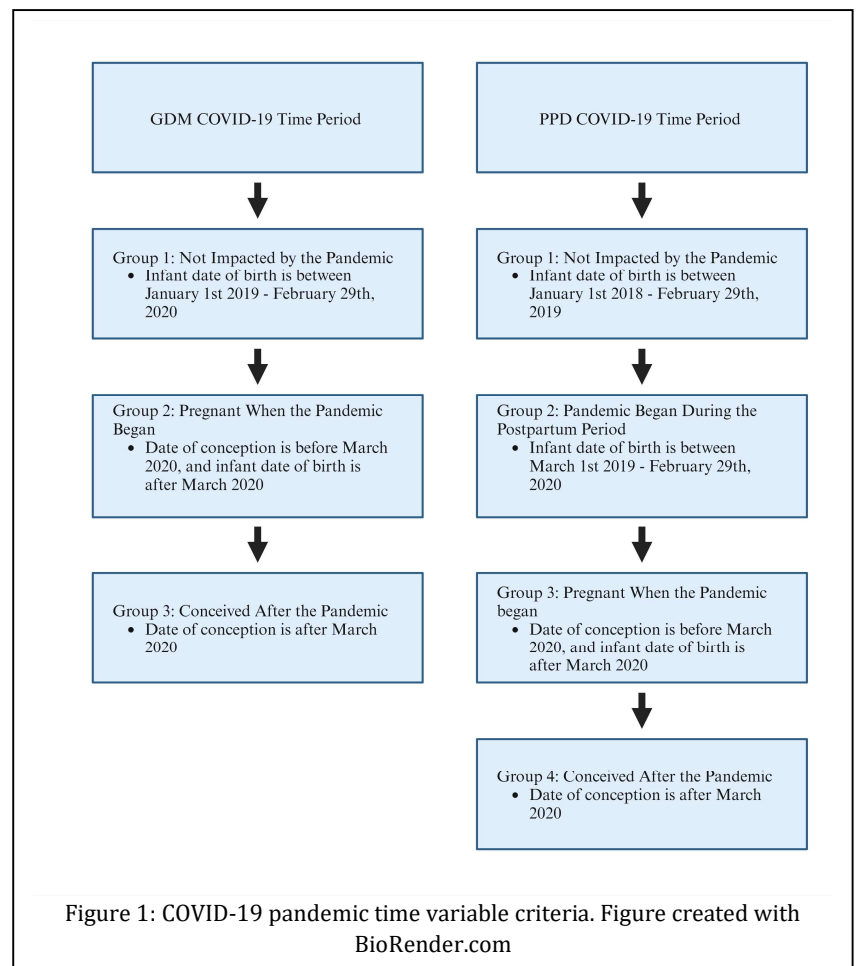 GDM COVID-19 Time Period
Group 1: Not Impacted by the Pandemic
• Infant date of birth is between
January 1st 2019 - February 29th,
2020
Group 2: Pregnant When the Pandemic
Began
• Date of conception is before March
2020, and infant date of birth is
after March 2020
Group 3: Conceived After the Pandemic
• Date of conception is after March
2020
PPD COVID-19 Time Period
Group 1: Not Impacted by the Pandemic
• Infant date of birth is between
January 1st 2018 - February 29th,
2019
Group 2: Pandemic Began During the
Postpartum Period
• Infant date of birth is between
March 1st 2019 - February 29th,
2020
Group 3: Pregnant When the Pandemic
began
• Date of conception is before March
2020, and infant date of birth is
after March 2020
Group 4: Conceived After the Pandemic
• Date of conception is after March
2020
Figure 1: COVID-19 pandemic time variable criteria. Figure created with
BioRender.com